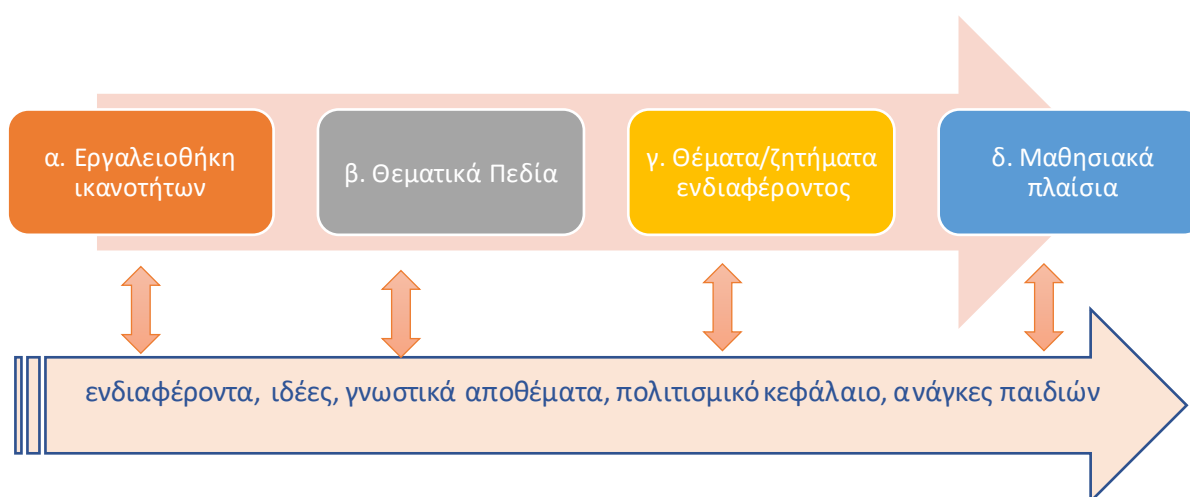 α. Εργαλειοθήκη
ικανοτήτων
β. Θεματικά Πεδία
γ. Θέματα/ζητήματα
ενδιαφέροντος
δ. Μαθησιακά
πλαίσια
ενδιαφέροντα, ιδέες, γνωστικά αποθέματα, πολιτισμικό κεφάλαιο, ανάγκες παιδιών